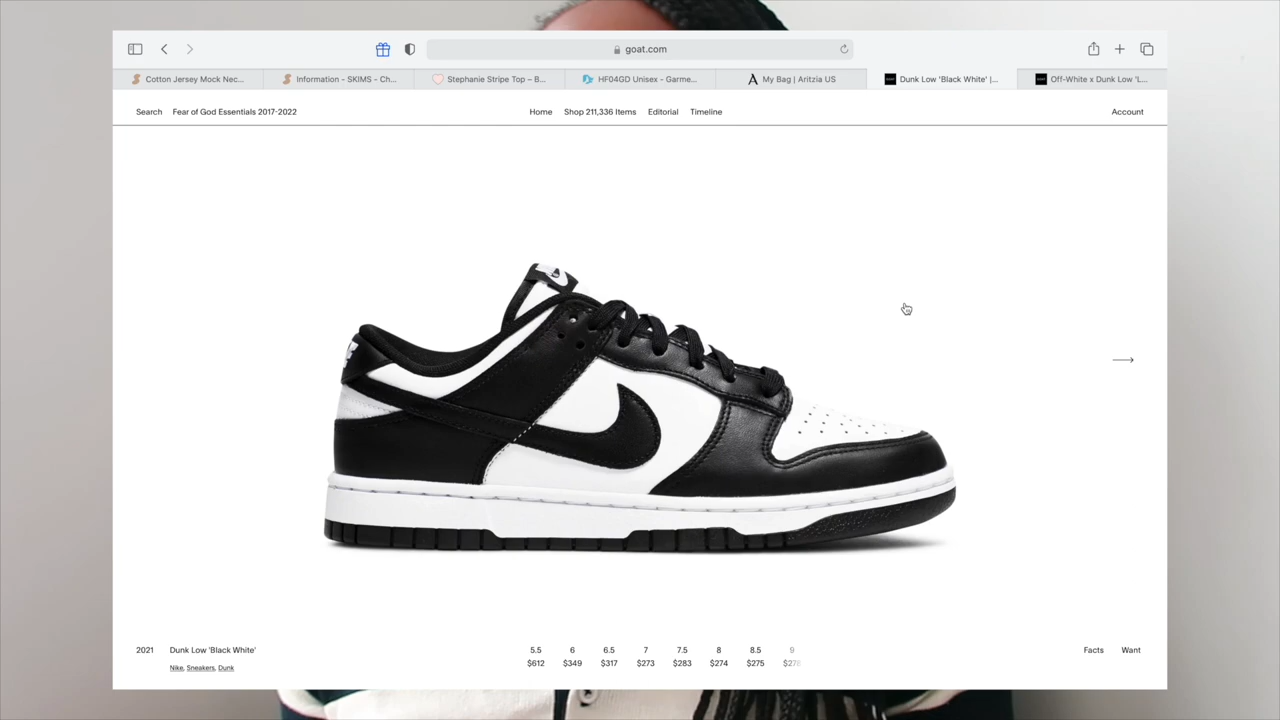 goat.com
Cotton Jersey Mock Nec...
Information - SKIMS - Ch...
Stephanie Stripe Top – B...
HF04GD Unisex - Garme...
My Bag | Aritzia US
Dunk Low 'Black White' |...
Off-White x Dunk Low 'L...
Search Fear of God Essentials 2017-2022 Home Shop 211,336 Items Editorial Timeline Account
2021 Dunk Low 'Black White' 5.5 6 6.5 7 7.5 8 8.5 9 Facts Want
Nike, Sneakers, Dunk $612 $349 $317 $273 $283 $274 $275 $278